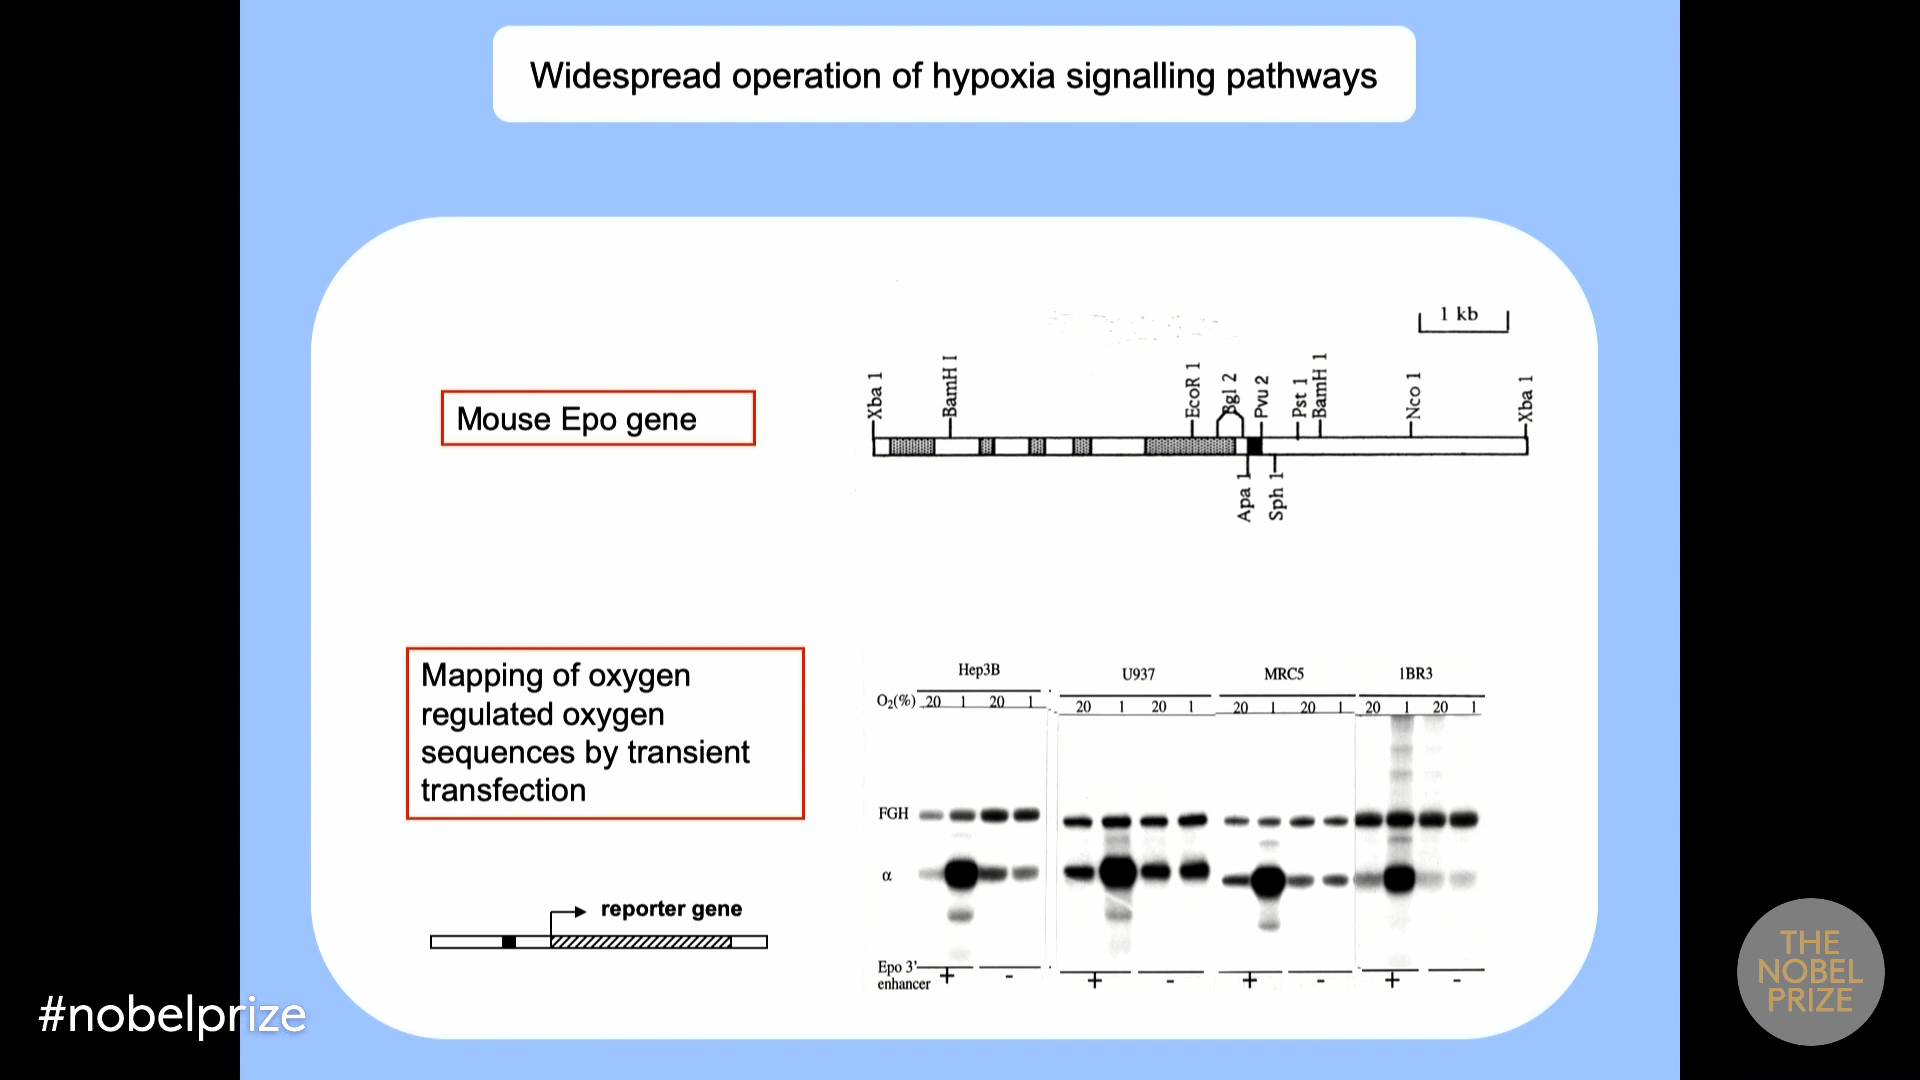 Widespread operation of hypoxia signalling pathways
1 kb
Xba 1
BamH I
EcoR 1
Bgl 2
Pvu 2
Pst 1
BamH 1
Nco 1
Xba 1
Mouse Epo gene
Apa 1
Sph 1
Mapping of oxygen
regulated oxygen
sequences by transient
transfection
Hep3B U937 MRC5 1BR3
O₂(%) 20 1 20 1 20 1 20 1 20 1 20 1 20 1 20 1
FGH
α
reporter gene
Epo 3'
enhancer + - + - + - + -
#nobelprize
THE
NOBEL
PRIZE